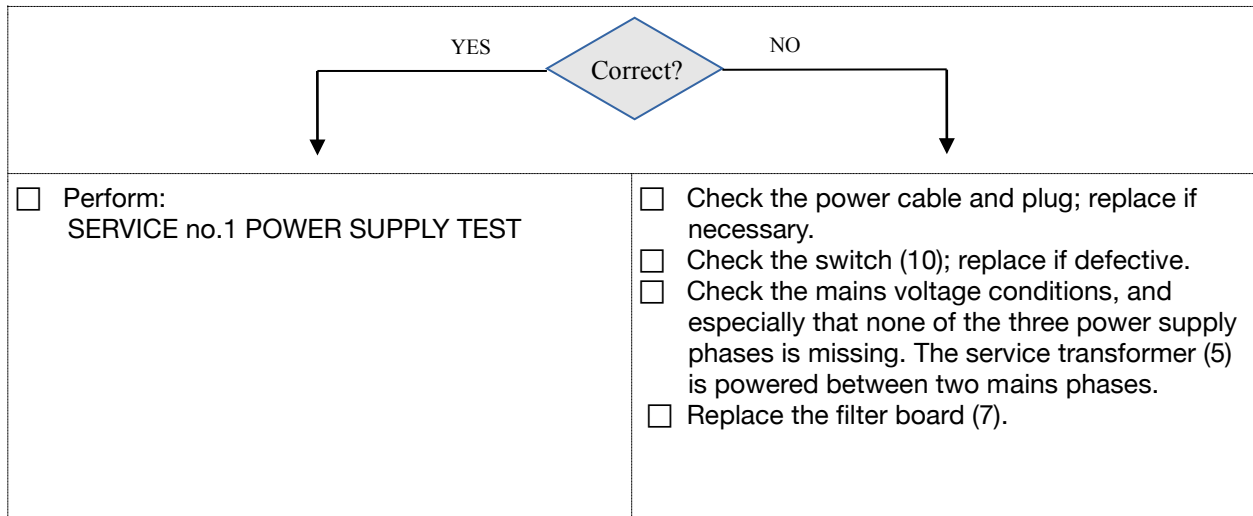 YES
Correct?
NO
☐ Perform:
SERVICE no.1 POWER SUPPLY TEST
☐ Check the power cable and plug; replace if
necessary.
☐ Check the switch (10); replace if defective.
☐ Check the mains voltage conditions, and
especially that none of the three power supply
phases is missing. The service transformer (5)
is powered between two mains phases.
☐ Replace the filter board (7).